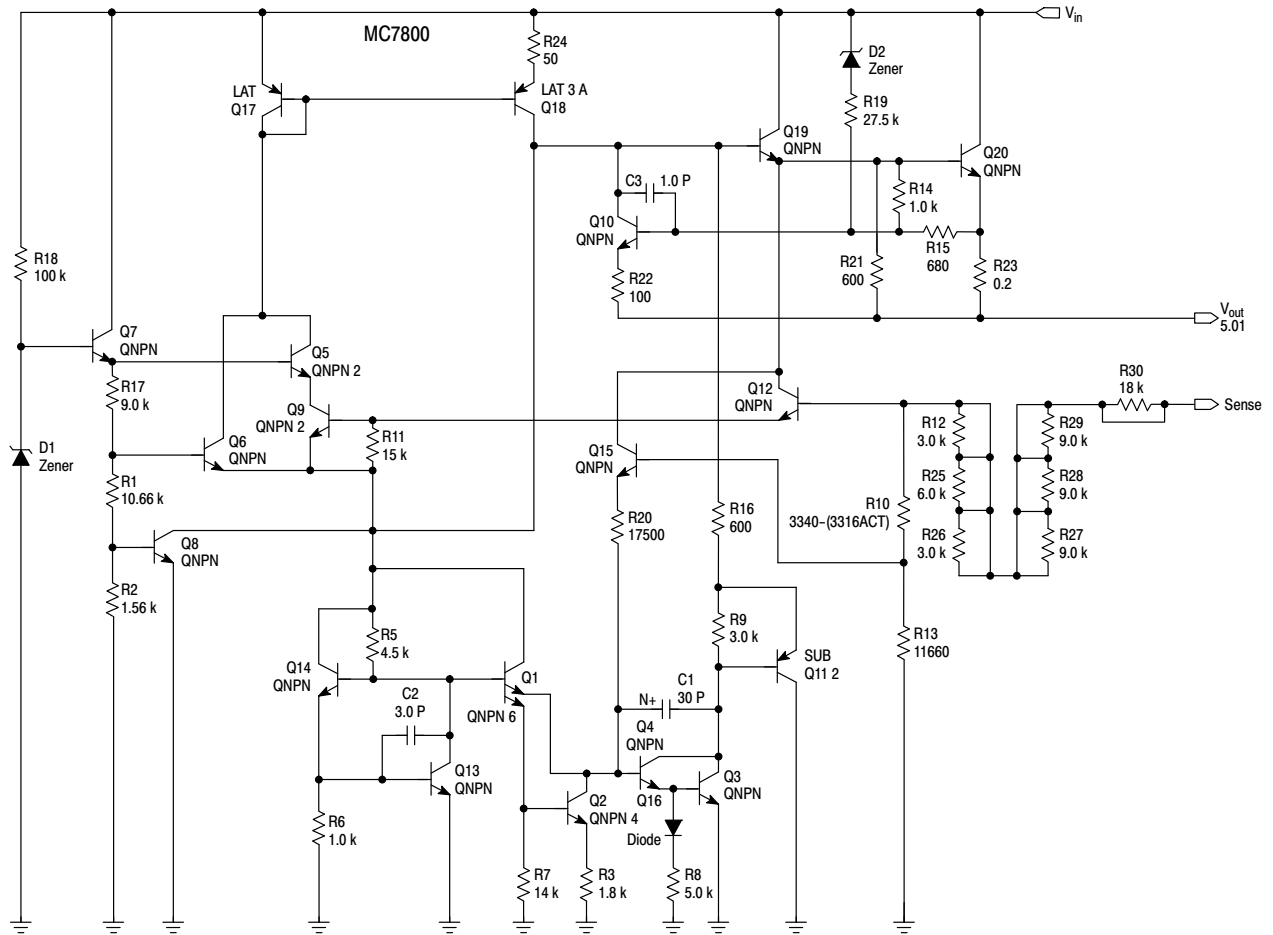 MC7800
Vin
R24
50
D2
Zener
LAT
Q17
LAT 3 A
Q18
R19
27.5 k
Q19
QNPN
Q20
QNPN
C3
1.0 P
R14
1.0 k
Q10
QNPN
R18
100 k
R15
680
R21
600
R23
0.2
R22
100
Vout
5.01
Q7
QNPN
Q5
QNPN 2
R30
18 k
R17
9.0 k
Q12
QNPN
Sense
Q9
QNPN 2
R12
3.0 k
R29
9.0 k
D1
Zener
Q6
QNPN
R11
15 k
Q15
QNPN
R1
10.66 k
R25
6.0 k
R28
9.0 k
R10
3340-(3316ACT)
R16
600
R20
17500
Q8
QNPN
R26
3.0 k
R27
9.0 k
R2
1.56 k
R9
3.0 k
R5
4.5 k
R13
11660
SUB
Q11 2
Q14
QNPN
Q1
QNPN 6
C1
30 P
N+
C2
3.0 P
Q4
QNPN
Q13
QNPN
Q3
QNPN
Q16
Q2
QNPN 4
R6
1.0 k
Diode
R7
14 k
R3
1.8 k
R8
5.0 k